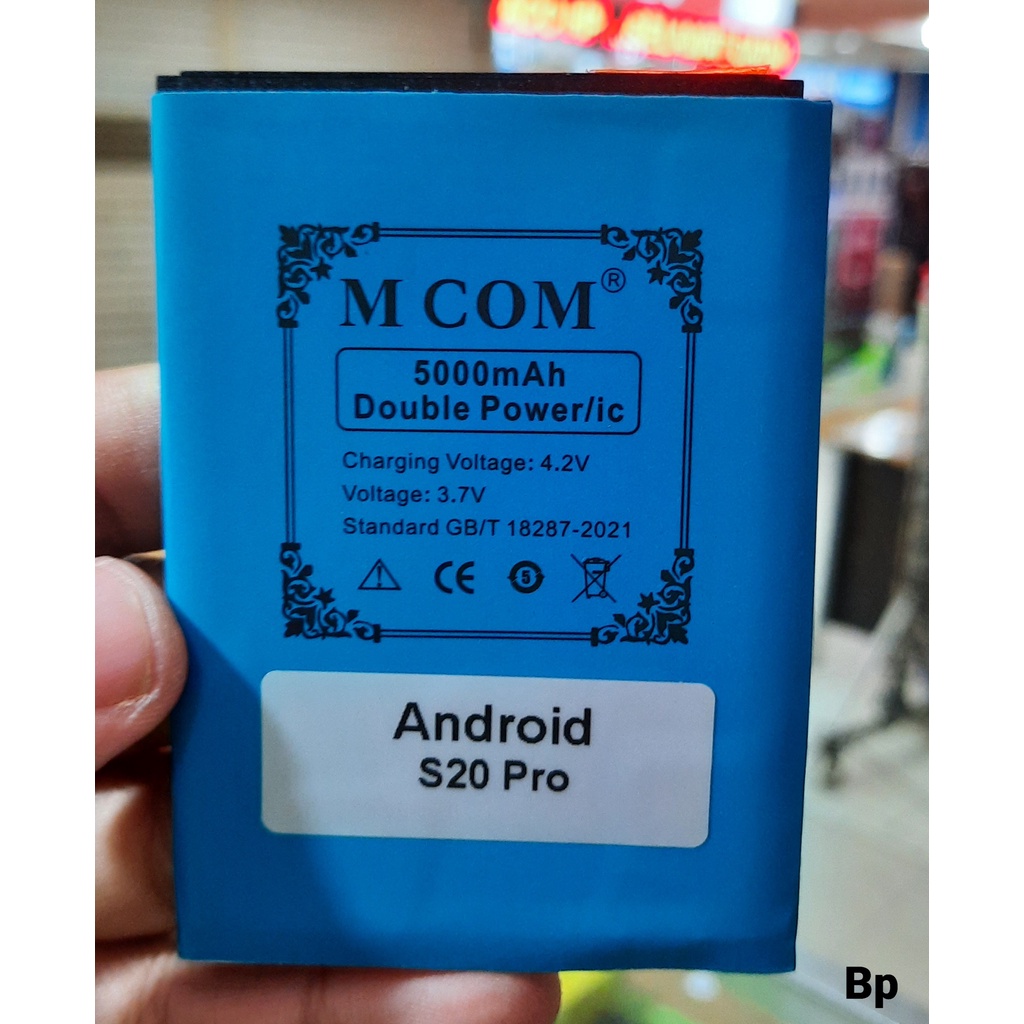 M COM®
5000mAh
Double Power/ic
Charging Voltage: 4.2V
Voltage: 3.7V
Standard GB/T 18287-2021
CE
5
Android
S20 Pro
Bp